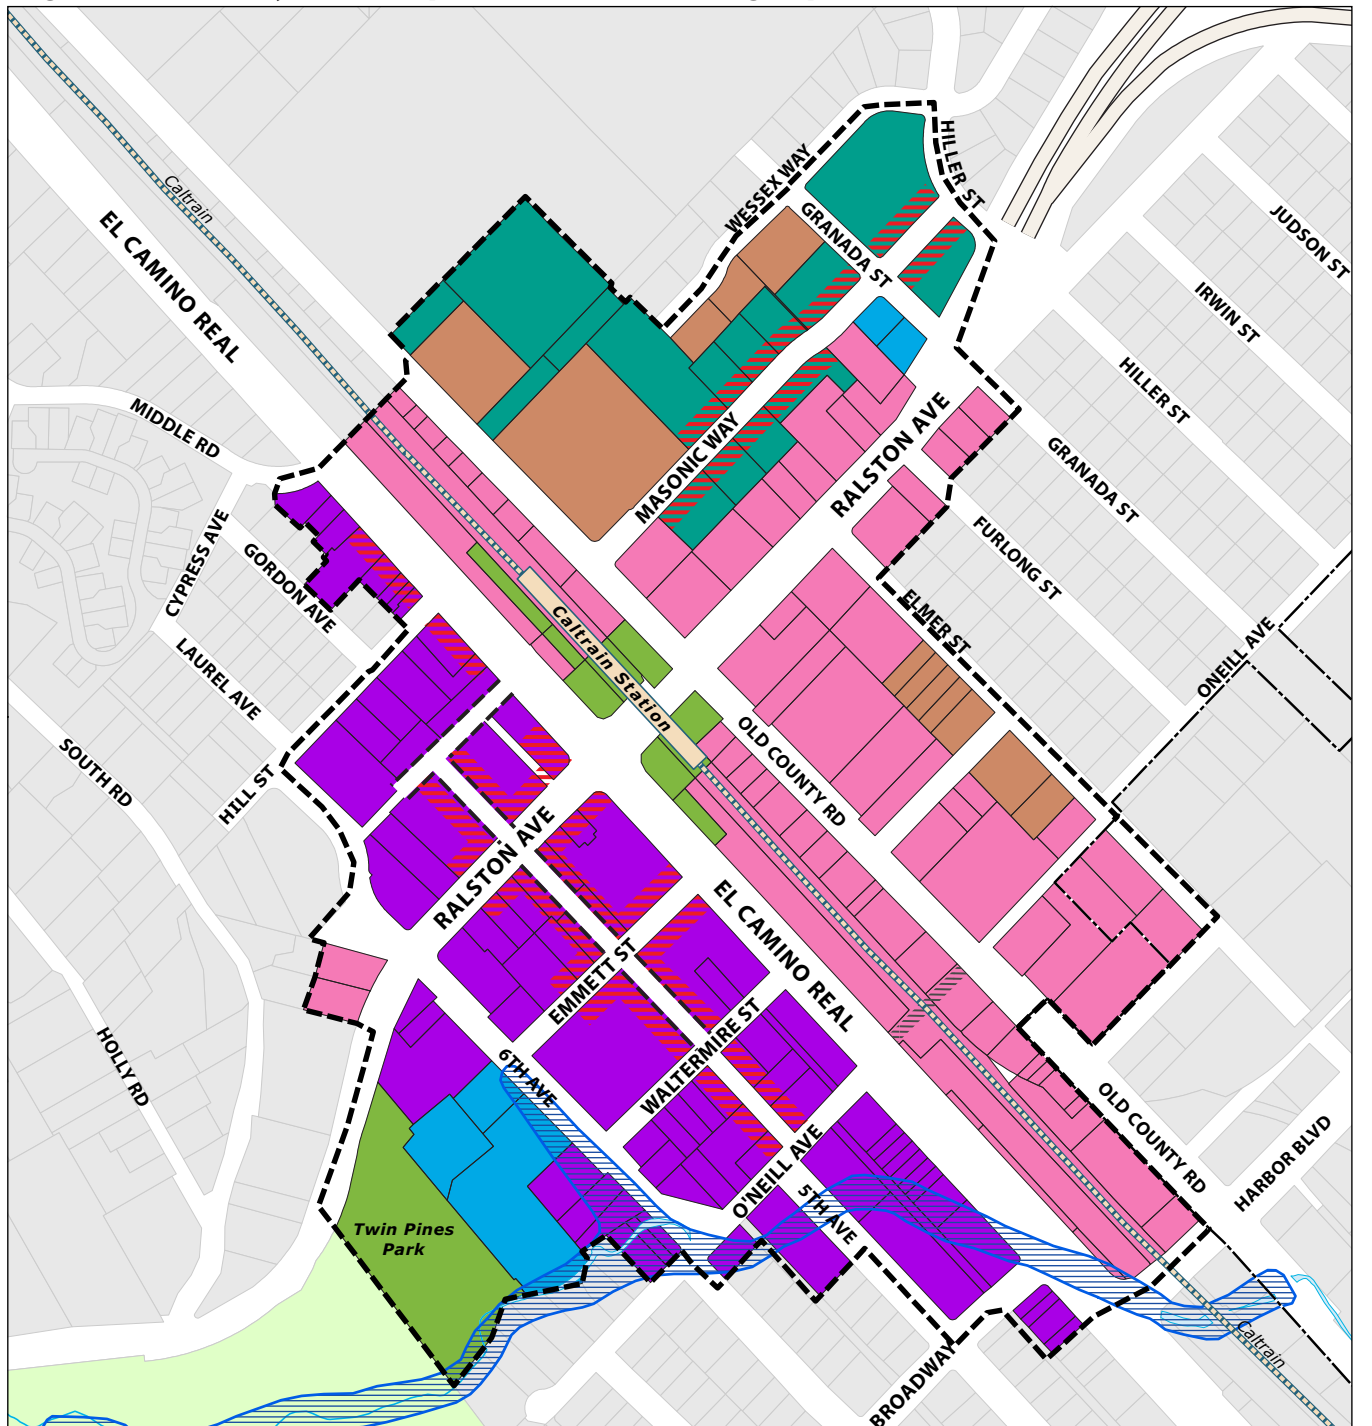 HILLER ST
WESSEX WAY
Caltrain
GRANADA ST
JUDSON ST
EL CAMINO REAL
IRWIN ST
HILLER ST
MIDDLE RD
RALSTON AVE
MASONIC WAY
GRANADA ST
CYPRESS AVE
GORDON AVE
FURLONG ST
ELMER ST
ONEILL AVE
LAUREL AVE
Caltrain Station
OLD COUNTY RD
SOUTH RD
HILL ST
RALSTON AVE
EL CAMINO REAL
EMMETT ST
WALTERMIRE ST
HOLLY RD
6TH AVE
OLD COUNTY RD
HARBOR BLVD
O'NEILL AVE
5TH AVE
Twin Pines
Park
Caltrain
BROADWAY